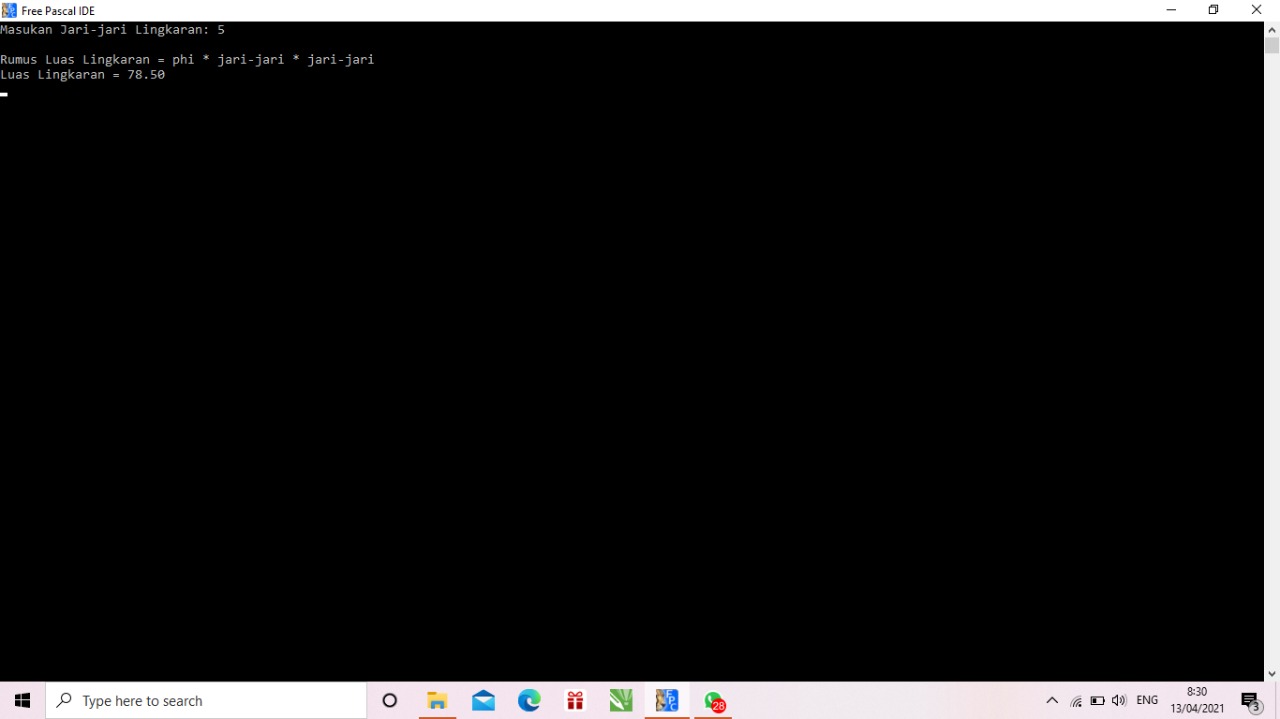 Free Pascal IDE
Masukan Jari-jari Lingkaran: 5
Rumus Luas Lingkaran = phi * jari-jari * jari-jari
Luas Lingkaran = 78.50
Type here to search
FPC
28
ENG
8:30
13/04/2021
3